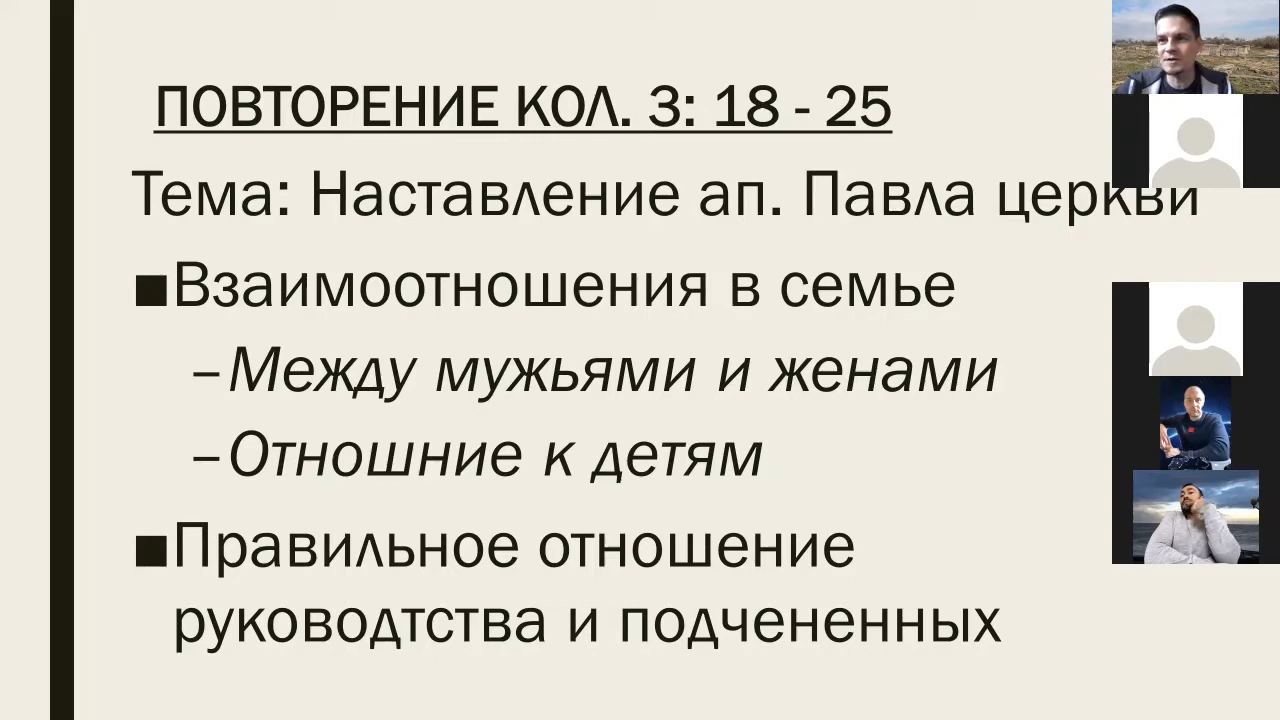 ПОВТОРЕНИЕ КОЛ. 3: 18 - 25
Тема: Наставление ап. Павла церкви
■Взаимоотношения в семье
–Между мужьями и женами
–Отношние к детям
■Правильное отношение
руководтства и подчененных